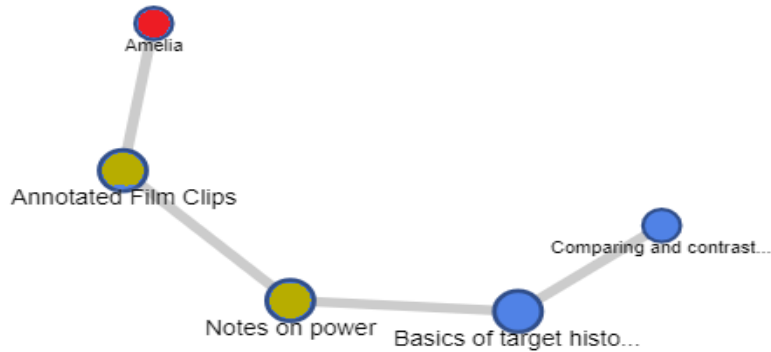 Amelia
Annotated Film Clips
Comparing and contrast...
Notes on power
Basics of target histo...